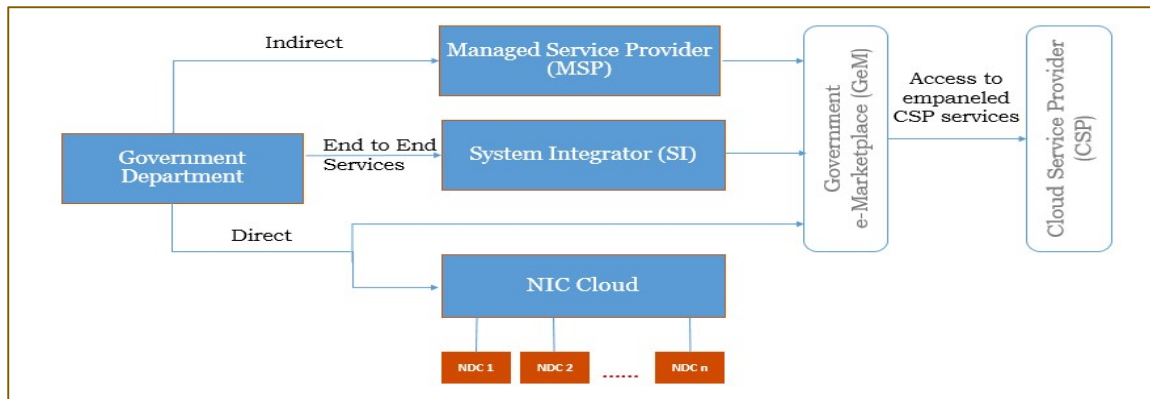 Indirect
Managed Service Provider
(MSP)
Government
Department
End to End
Services
System Integrator (SI)
Government
e-Marketplace (GeM)
Access to
empaneled
CSP services
Cloud Service Provider
(CSP)
Direct
NIC Cloud
NDC 1
NDC 2
......
NDC n